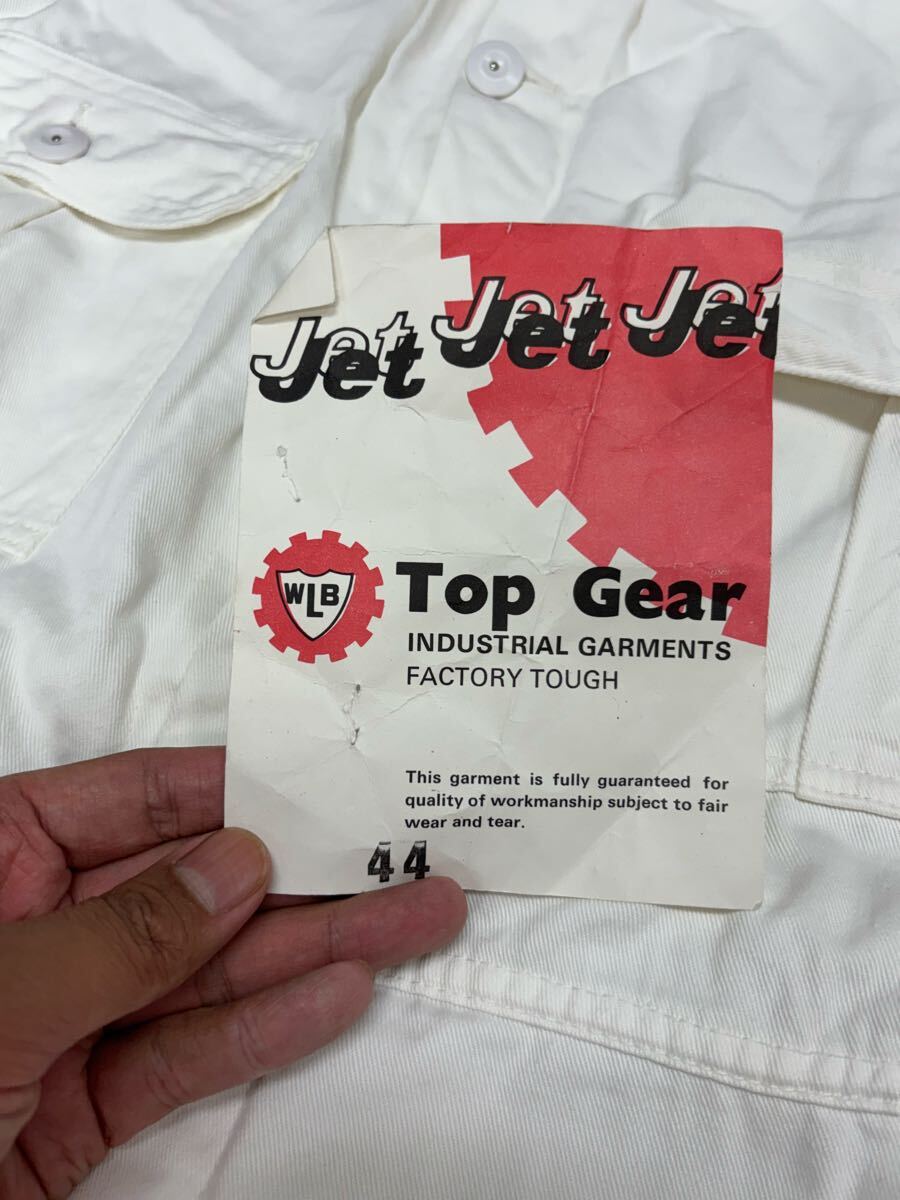 Jet Jet Jet
WLB
Top Gear
INDUSTRIAL GARMENTS
FACTORY TOUGH
This garment is fully guaranteed for
quality of workmanship subject to fair
wear and tear.
44